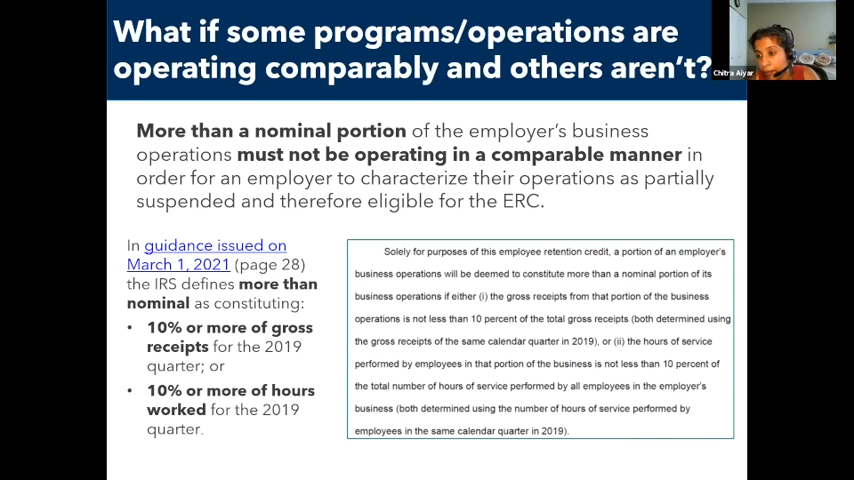 What if some programs/operations are
operating comparably and others aren't?
Chitra Aiyar
More than a nominal portion of the employer's business
operations must not be operating in a comparable manner in
order for an employer to characterize their operations as partially
suspended and therefore eligible for the ERC.
In guidance issued on
March 1, 2021 (page 28)
the IRS defines more than
nominal as constituting:
• 10% or more of gross
receipts for the 2019
quarter; or
• 10% or more of hours
worked for the 2019
quarter.
Solely for purposes of this employee retention credit, a portion of an employer's
business operations will be deemed to constitute more than a nominal portion of its
business operations if either (i) the gross receipts from that portion of the business
operations is not less than 10 percent of the total gross receipts (both determined using
the gross receipts of the same calendar quarter in 2019), or (ii) the hours of service
performed by employees in that portion of the business is not less than 10 percent of
the total number of hours of service performed by all employees in the employer's
business (both determined using the number of hours of service performed by
employees in the same calendar quarter in 2019).